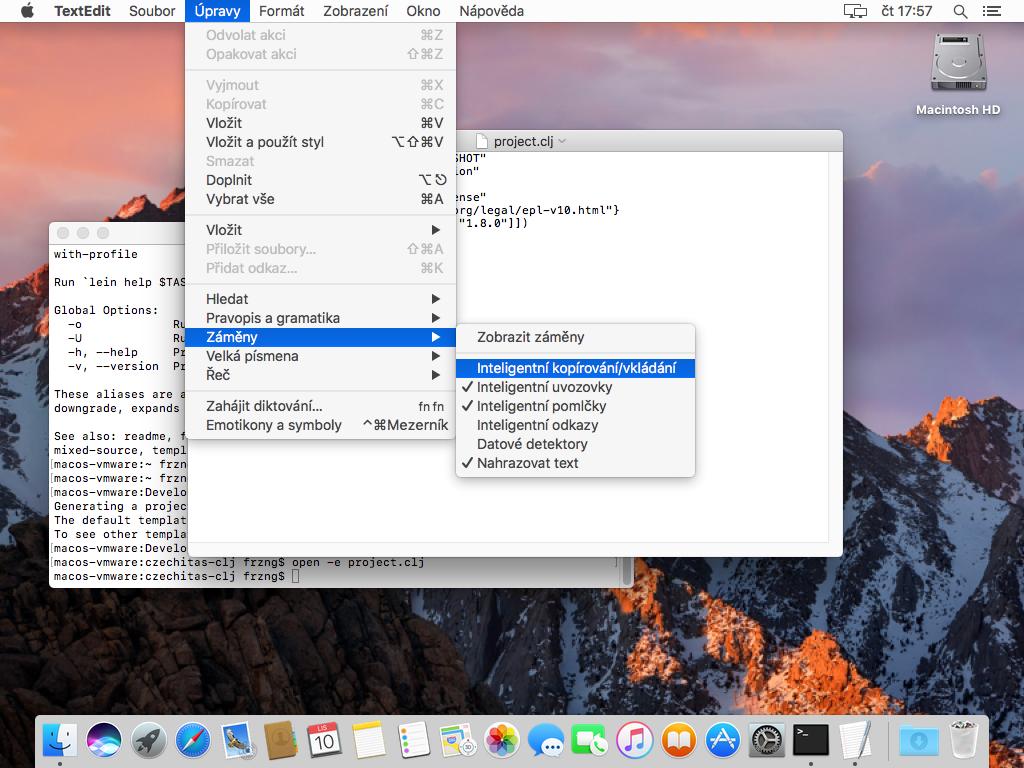 TextEdit Soubor Úpravy Formát Zobrazení Okno Nápověda čt 17:57
Odvolat akci ⌘Z
Opakovat akci ⇧⌘Z
Vyjmout ⌘X
Kopírovat ⌘C
Vložit ⌘V
Vložit a použít styl ⌥⇧⌘V
Smazat
Doplnit ⌥⎋
Vybrat vše ⌘A
Vložit ▶
Přiložit soubory... ⇧⌘A
Přidat odkaz... ⌘K
Hledat ▶
Pravopis a gramatika ▶
Záměny ▶
Velká písmena ▶
Řeč ▶
Zahájit diktování... fn fn
Emotikony a symboly ^⌘Mezerník
Zobrazit záměny
Inteligentní kopírování/vkládání
✓ Inteligentní uvozovky
✓ Inteligentní pomlčky
Inteligentní odkazy
Datové detektory
✓ Nahrazovat text
Macintosh HD
project.clj
SHOT"
ion"
ense"
org/legal/epl-v10.html"}
"1.8.0"]])
with-profile
Run `lein help $TAS
Global Options:
-o Ru
-U Ru
-h, --help Pr
-v, --version Pr
These aliases are a
downgrade, expands
See also: readme, f
mixed-source, templ
[macos-vmware:~ frzn
[macos-vmware:~ frzn
[macos-vmware:Develo
Generating a projec
The default templat
To see other templa
[macos-vmware:Develo
[macos-vmware:czechitas-clj frzng$ open -e project.clj ]
macos-vmware:czechitas-clj frzng$
LIS
10